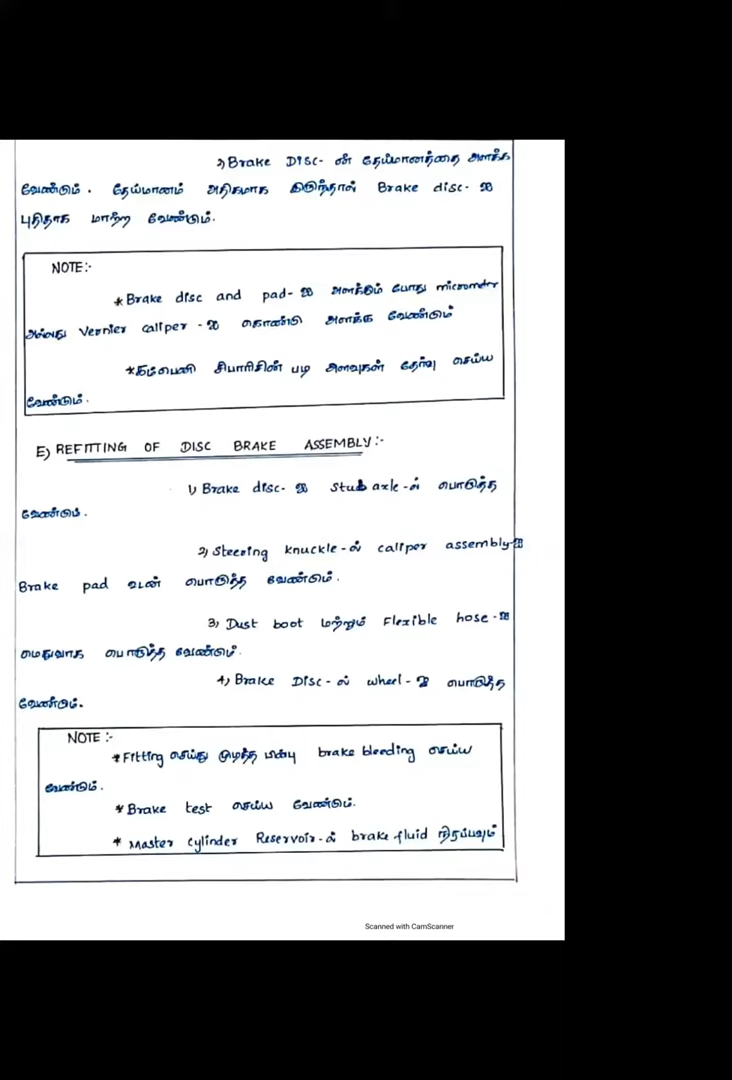 2) Brake Disc- ன் தேய்மானத்தை அளக்க
வேண்டும். தேய்மானம் அதிகமாக இருந்தால் Brake disc- ஐ
புதிதாக மாற்ற வேண்டும்.
NOTE:-
* Brake disc and pad- ஐ அளக்கும் போது micrometer
அல்லது Vernier caliper - ஐ கொண்டு அளக்க வேண்டும்
* கம்பெனி சிபாரிசின் படி அளவுகள் தேர்வு செய்ய
வேண்டும்.
E) REFITTING OF DISC BRAKE ASSEMBLY:-
1) Brake disc- ஐ Stub axle-ல் பொருத்த
வேண்டும்.
2) Steering knuckle-ல் caliper assembly-ஐ
Brake pad உடன் பொருத்த வேண்டும்.
3) Dust boot மற்றும் Flexible hose-ஐ
மெதுவாக பொருத்த வேண்டும்.
4) Brake Disc-ல் wheel-ஐ பொருத்த
வேண்டும்.
NOTE :-
* Fitting செய்து முடித்த பின்பு brake bleeding செய்ய
வேண்டும்.
* Brake test செய்ய வேண்டும்.
* Master cylinder Reservoir-ல் brake fluid நிரப்பவும்
Scanned with CamScanner